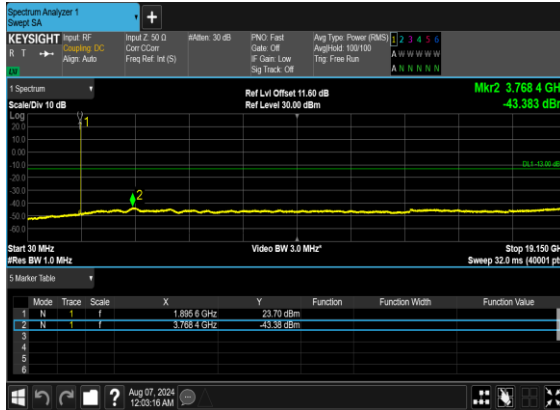 Spectrum Analyzer 1
Swept SA
+
KEYSIGHT Input: RF Input Z: 50 Ω #Atten: 30 dB PNO: Fast Avg Type: Power (RMS) 1 2 3 4 5 6
R T Coupling: DC Corr CCorr Gate: Off Avg|Hold: 100/100 A W W W W W
Align: Auto Freq Ref: Int (S) IF Gain: Low Trig: Free Run
LXI Sig Track: Off A N N N N N
1 Spectrum Ref Lvl Offset 11.60 dB Mkr2 3.768 4 GH
Scale/Div 10 dB Ref Level 30.00 dBm -43.383 dBr
Log
1
20.0
10.0
0.00
-10.0
DL1 -13.00 dB
-20.0
-30.0
2
-40.0
-50.0
-60.0
Start 30 MHz Video BW 3.0 MHz* Stop 19.150 GH
#Res BW 1.0 MHz Sweep 32.0 ms (40001 pt
5 Marker Table
Mode Trace Scale X Y Function Function Width Function Value
1 N 1 f 1.895 6 GHz 23.70 dBm
2 N 1 f 3.768 4 GHz -43.38 dBm
3
4
5
6
? Aug 07, 2024
12:03:16 AM